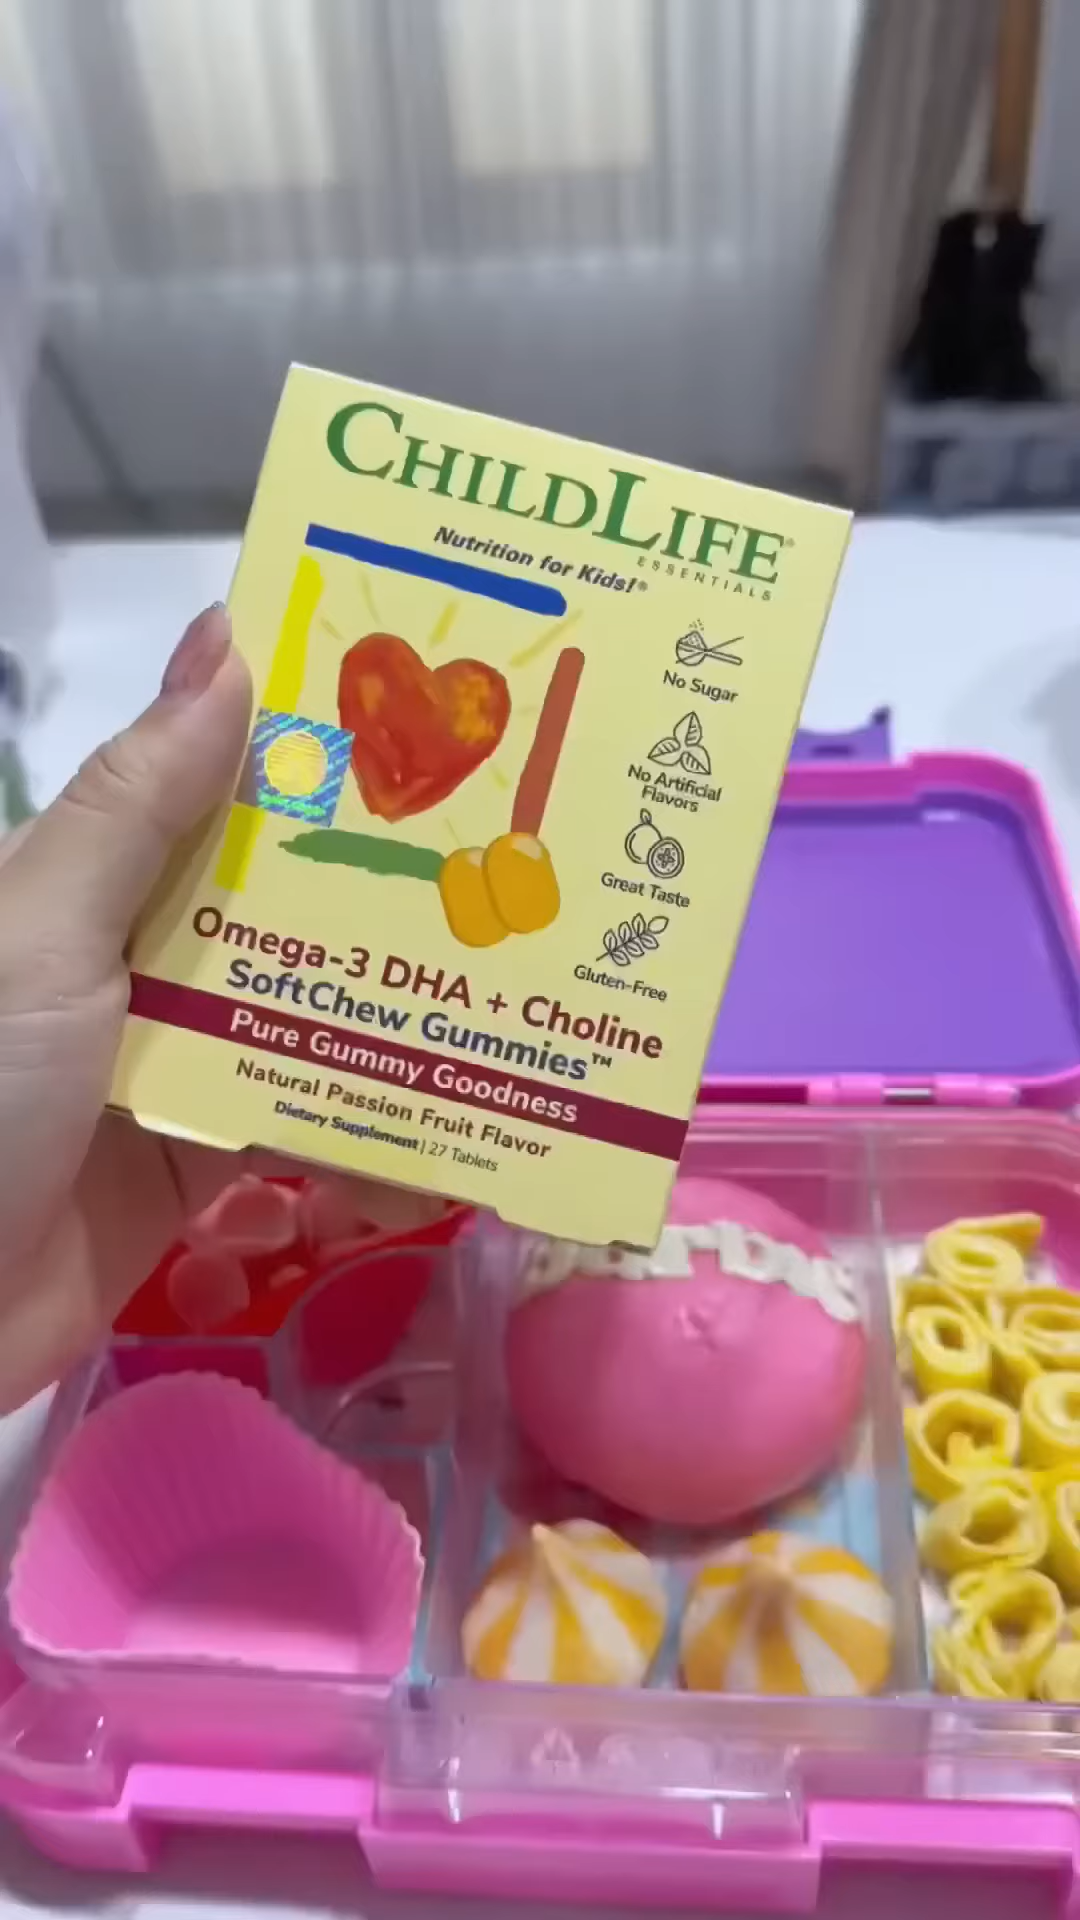 CHILDLIFE®
ESSENTIALS
Nutrition for Kids!®
No Sugar
No Artificial
Flavors
Great Taste
Gluten-Free
Omega-3 DHA + Choline
SoftChew Gummies™
Pure Gummy Goodness
Natural Passion Fruit Flavor
Dietary Supplement | 27 Tablets